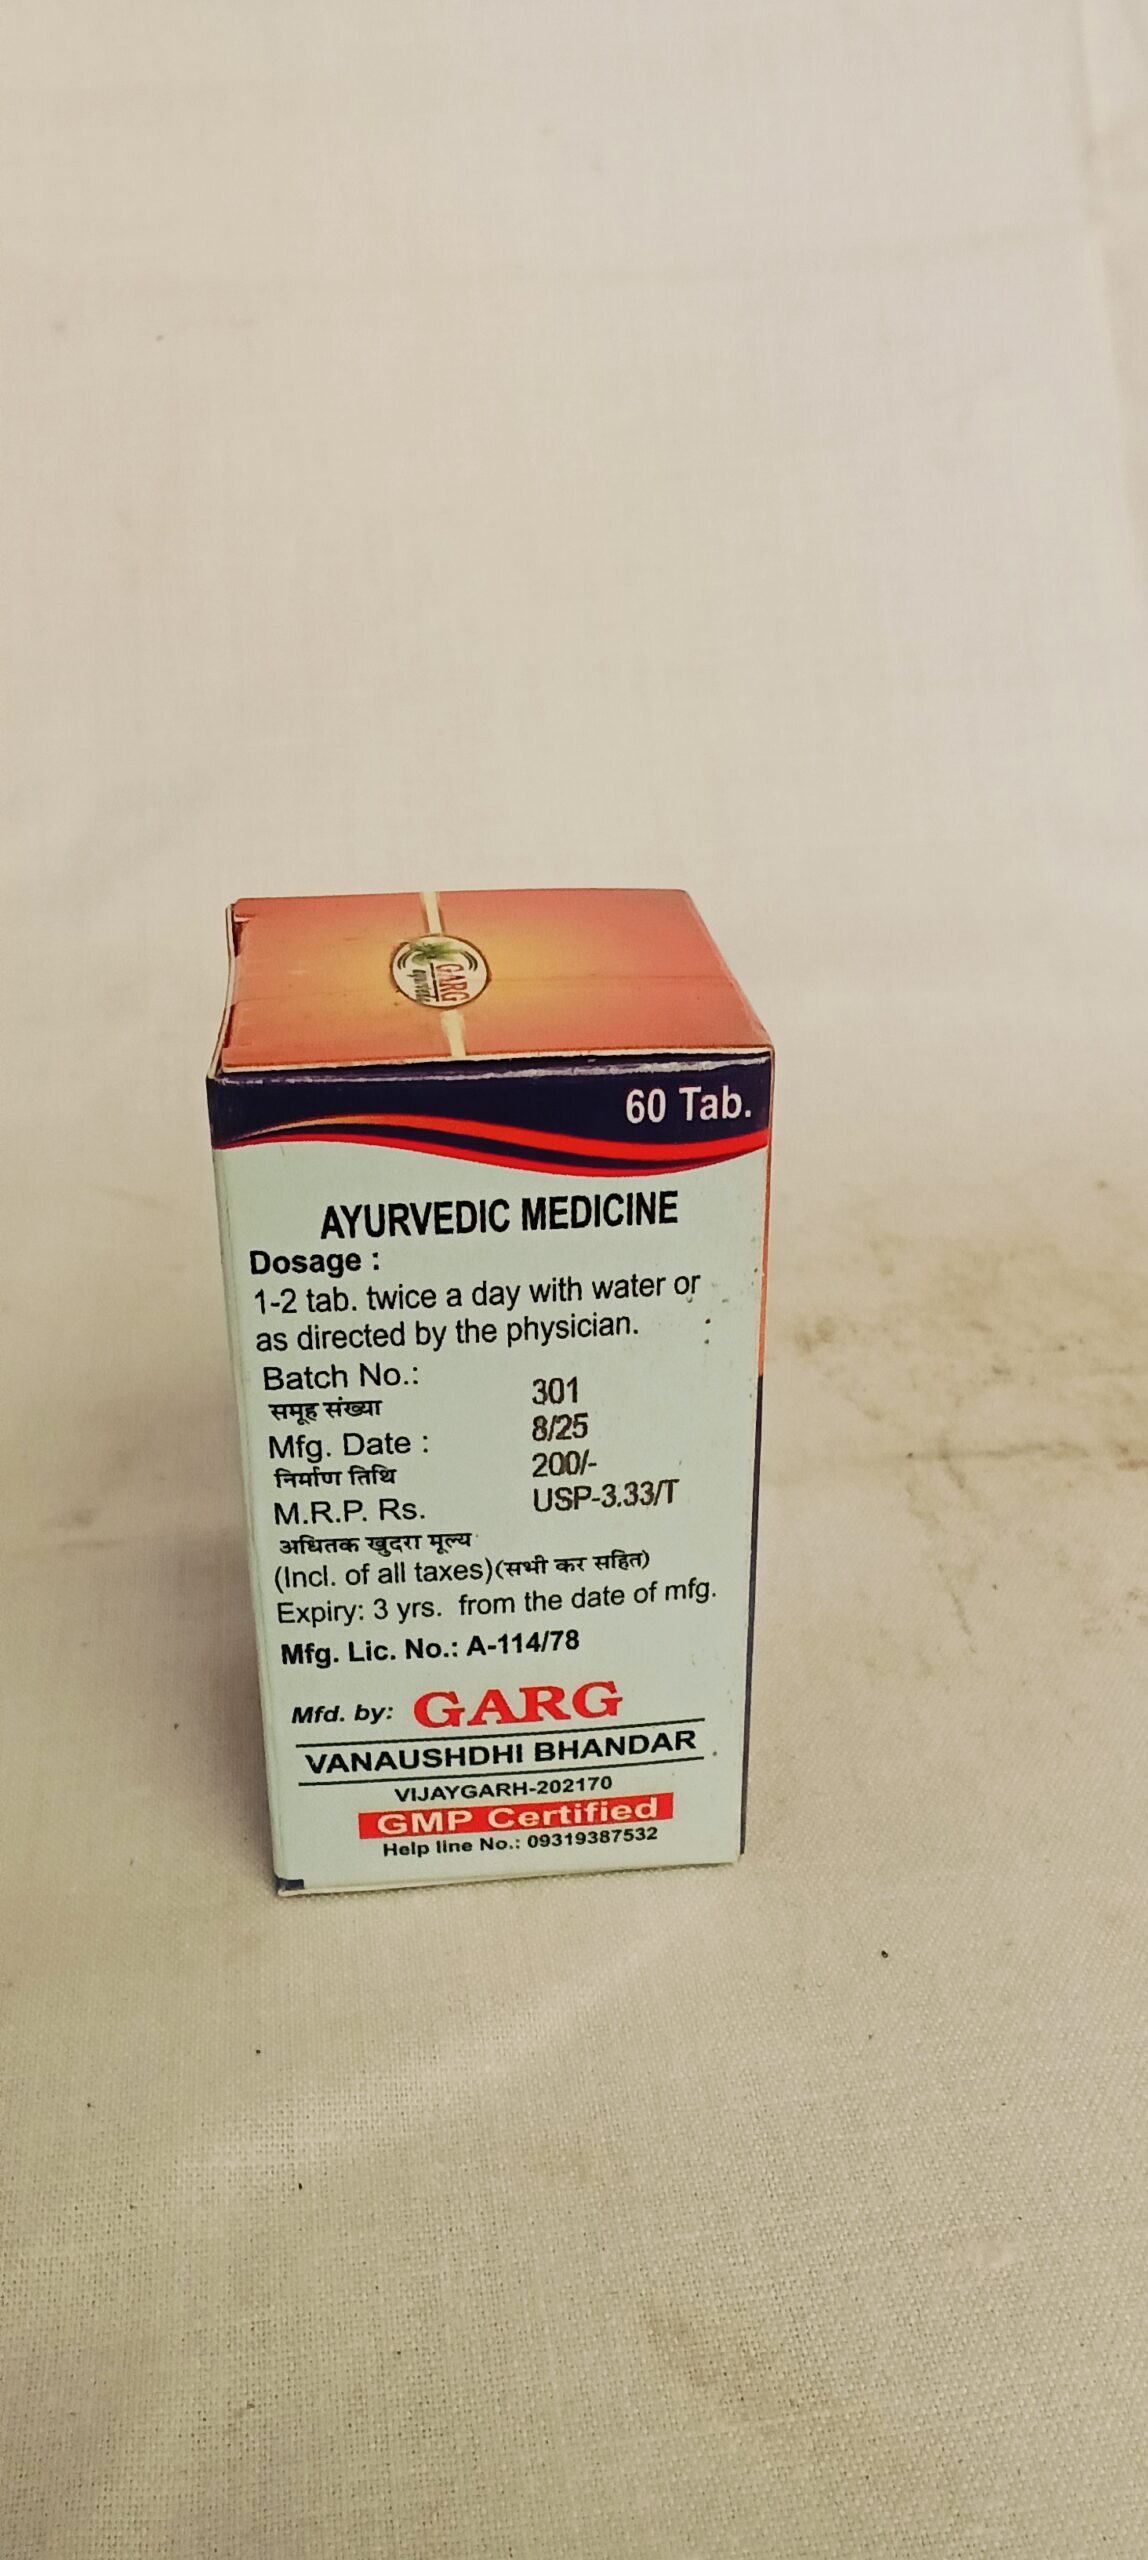 GARG
60 Tab.
AYURVEDIC MEDICINE
Dosage :
1-2 tab. twice a day with water or
as directed by the physician.
Batch No.: 301
समूह संख्या
Mfg. Date : 8/25
निर्माण तिथि
M.R.P. Rs. 200/-
USP-3.33/T
अधितक खुदरा मूल्य
(Incl. of all taxes)(सभी कर सहित)
Expiry: 3 yrs. from the date of mfg.
Mfg. Lic. No.: A-114/78
Mfd. by: GARG
VANAUSHDHI BHANDAR
VIJAYGARH-202170
GMP Certified
Help line No.: 09319387532